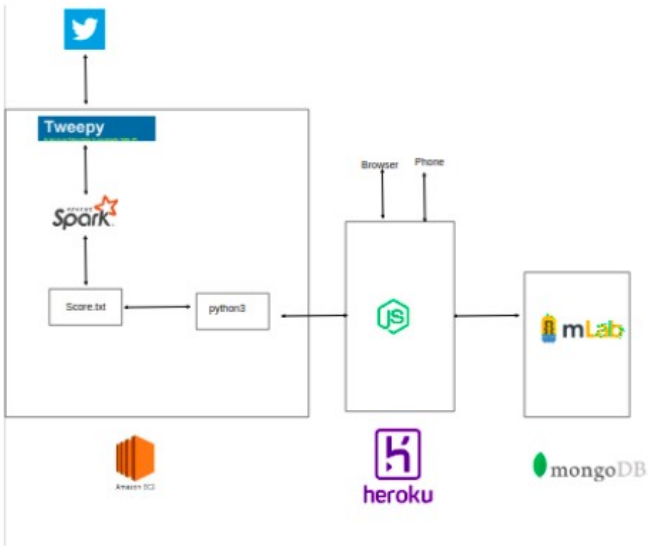 Tweepy
APACHE
Spark
Browser
Phone
Score.txt
python3
JS
mLab
Amazon EC2
heroku
mongoDB